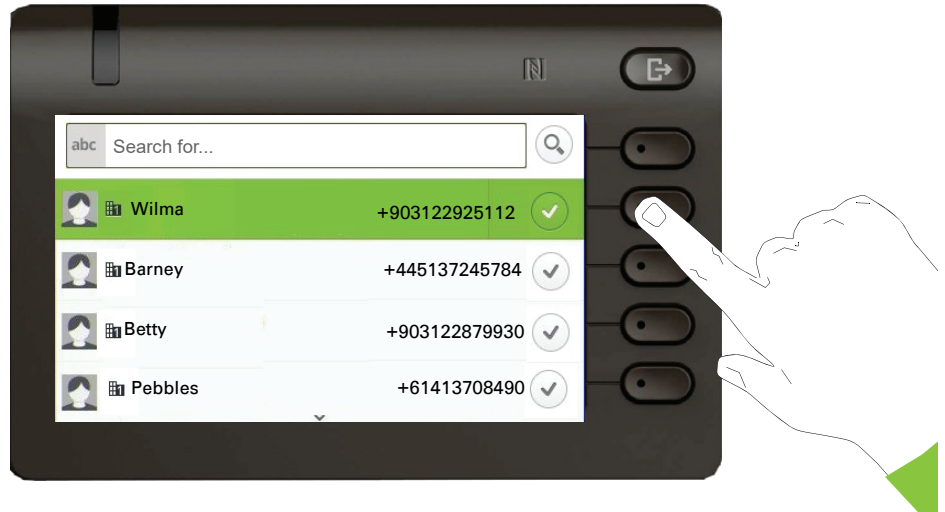 abc Search for...
Wilma +903122925112
Barney +445137245784
Betty +903122879930
Pebbles +61413708490